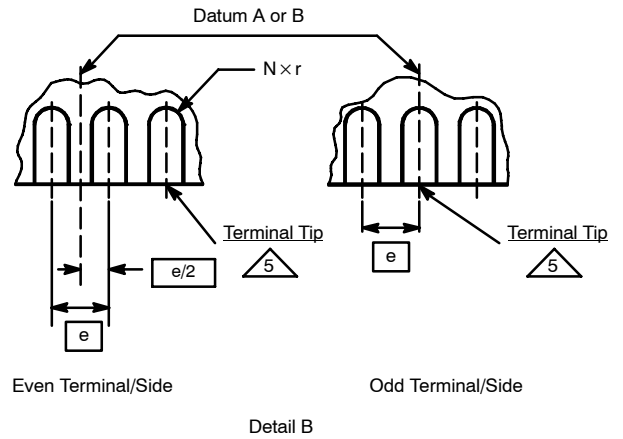 Datum A or B
N×r
Terminal Tip
5
e/2
e
Even Terminal/Side
Terminal Tip
5
e
Odd Terminal/Side
Detail B